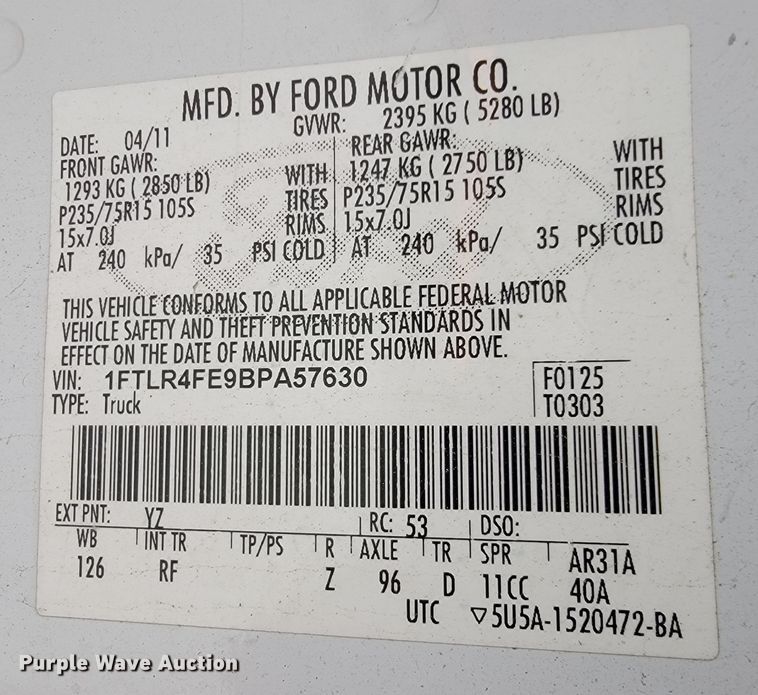 MFD. BY FORD MOTOR CO.
DATE: 04/11 GVWR: 2395 KG ( 5280 LB)
FRONT GAWR: REAR GAWR:
1293 KG ( 2850 LB) WITH 1247 KG ( 2750 LB) WITH
P235/75R15 105S TIRES P235/75R15 105S TIRES
15x7.0J RIMS 15x7.0J RIMS
AT 240 kPa/ 35 PSI COLD AT 240 kPa/ 35 PSI COLD
THIS VEHICLE CONFORMS TO ALL APPLICABLE FEDERAL MOTOR
VEHICLE SAFETY AND THEFT PREVENTION STANDARDS IN
EFFECT ON THE DATE OF MANUFACTURE SHOWN ABOVE.
VIN: 1FTLR4FE9BPA57630 F0125
TYPE: Truck T0303
EXT PNT: YZ RC: 53 DSO:
WB INT TR TP/PS R AXLE TR SPR AR31A
126 RF Z 96 D 11CC 40A
UTC ▽5U5A-1520472-BA
Purple Wave Auction